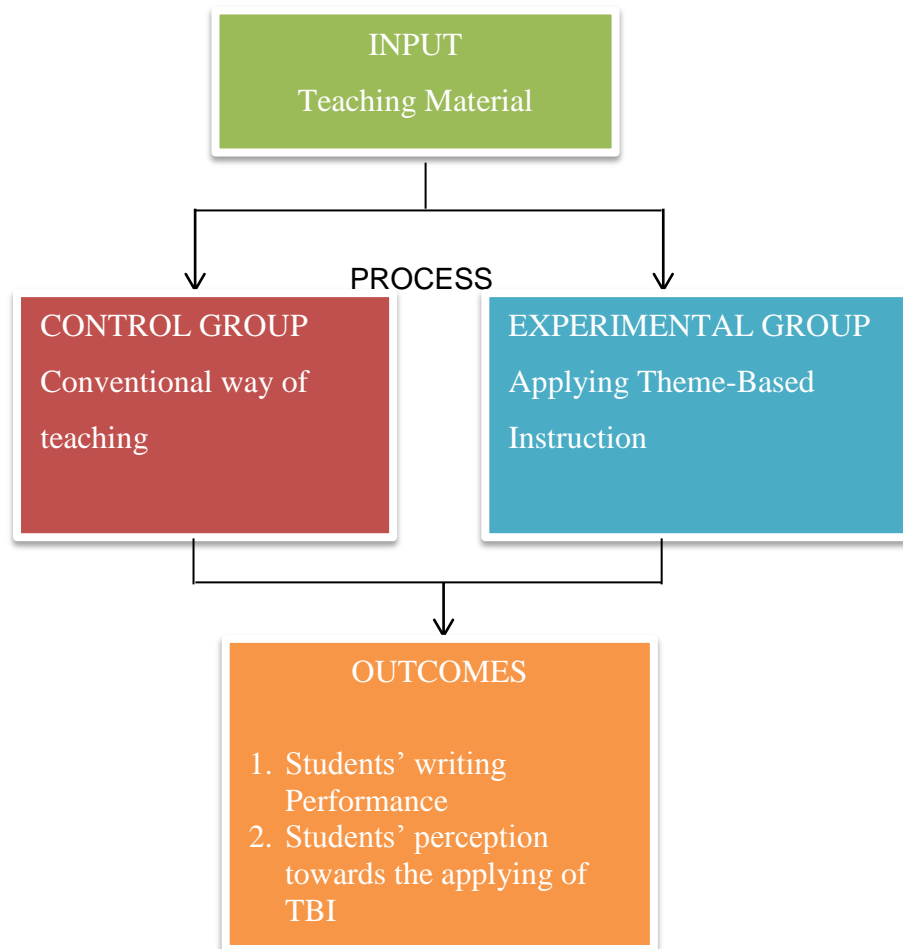 INPUT
Teaching Material
PROCESS
CONTROL GROUP
Conventional way of
teaching
EXPERIMENTAL GROUP
Applying Theme-Based
Instruction
OUTCOMES
1. Students’ writing
Performance
2. Students’ perception
towards the applying of
TBI